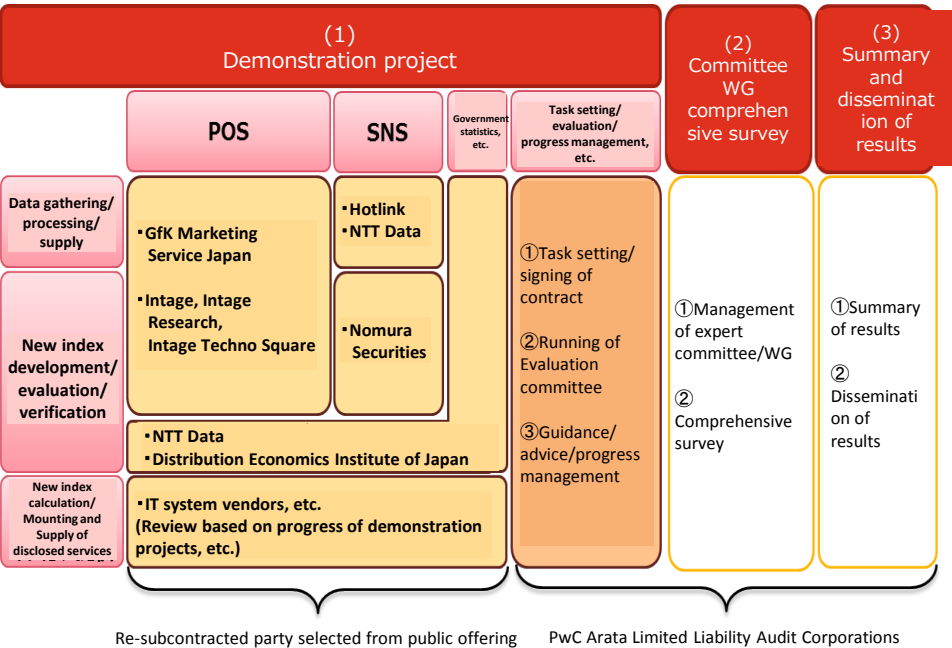 (1)
Demonstration project
(2)
Committee
WG
comprehen
sive survey
(3)
Summary
and
disseminat
ion of
results
POS
SNS
Government
statistics,
etc.
Task setting/
evaluation/
progress management,
etc.
Data gathering/
processing/
supply
・GfK Marketing
Service Japan
・Intage, Intage
Research,
Intage Techno Square
・Hotlink
・NTT Data
・Nomura
Securities
New index
development/
evaluation/
verification
・NTT Data
・Distribution Economics Institute of Japan
New index
calculation/
Mounting and
Supply of
disclosed services
・IT system vendors, etc.
(Review based on progress of demonstration
projects, etc.)
①Task setting/
signing of
contract
②Running of
Evaluation
committee
③Guidance/
advice/progress
management
①Management
of expert
committee/WG
②
Comprehensive
survey
①Summary
of results
②
Disseminati
on of
results
Re-subcontracted party selected from public offering
PwC Arata Limited Liability Audit Corporations